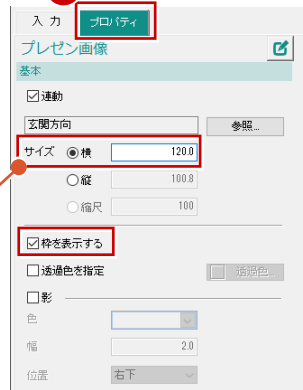 入力 プロパティ
プレゼン画像
基本
連動
玄関方向 参照...
サイズ 横 120.0
縦 100.8
縮尺 100
枠を表示する
透過色を指定 透過色...
影
色
幅 2.0
位置 右下